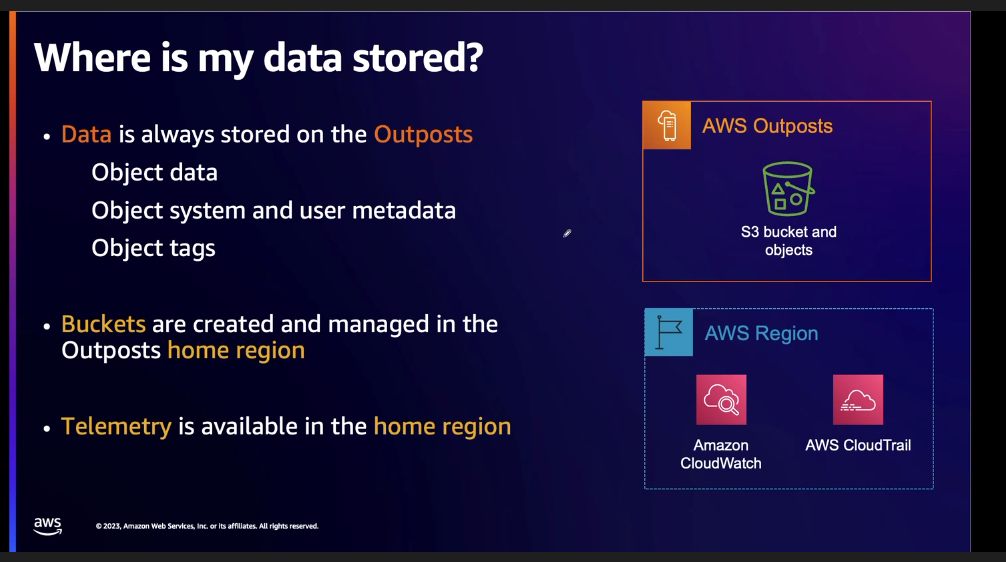 Where is my data stored?
• Data is always stored on the Outposts
Object data
Object system and user metadata
Object tags
• Buckets are created and managed in the
Outposts home region
• Telemetry is available in the home region
AWS Outposts
S3 bucket and
objects
AWS Region
Amazon
CloudWatch
AWS CloudTrail
aws
© 2023, Amazon Web Services, Inc. or its affiliates. All rights reserved.